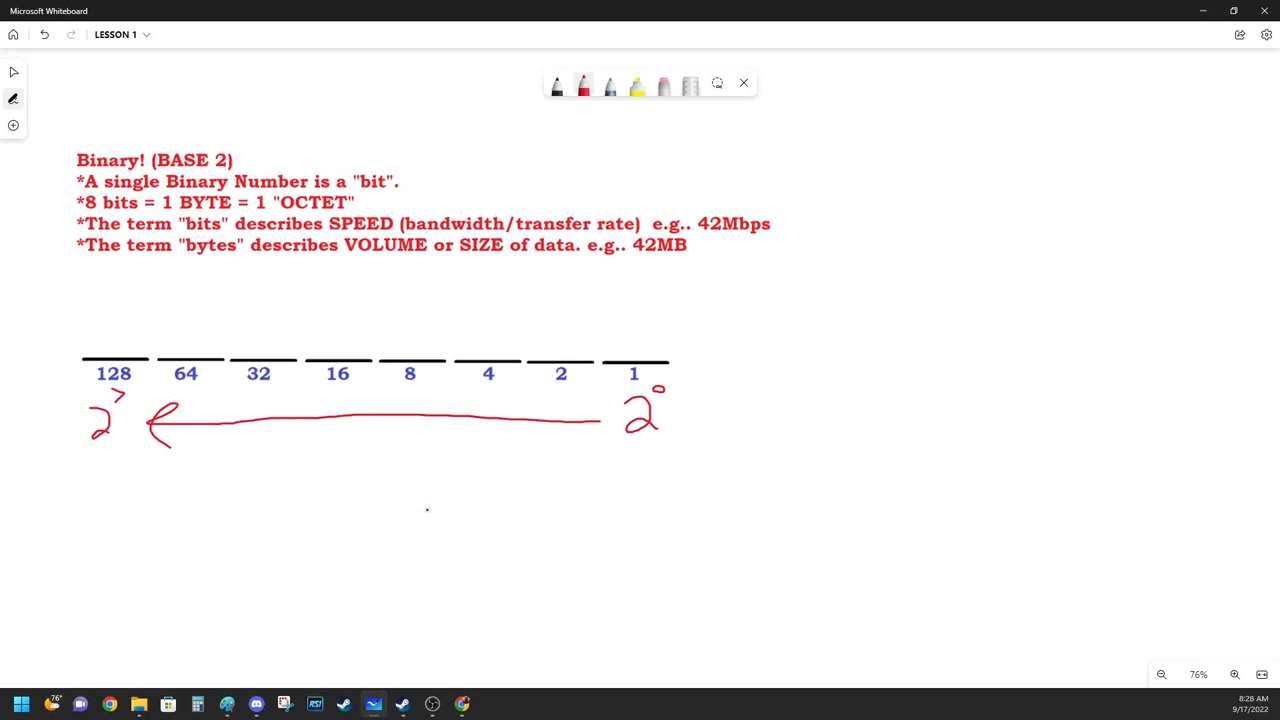 Microsoft Whiteboard
LESSON 1
Binary! (BASE 2)
*A single Binary Number is a "bit".
*8 bits = 1 BYTE = 1 "OCTET"
*The term "bits" describes SPEED (bandwidth/transfer rate)  e.g.. 42Mbps
*The term "bytes" describes VOLUME or SIZE of data. e.g.. 42MB
128 64 32 16 8 4 2 1
2⁷ 2⁰
76%
76°
RSI
8:28 AM
9/17/2022